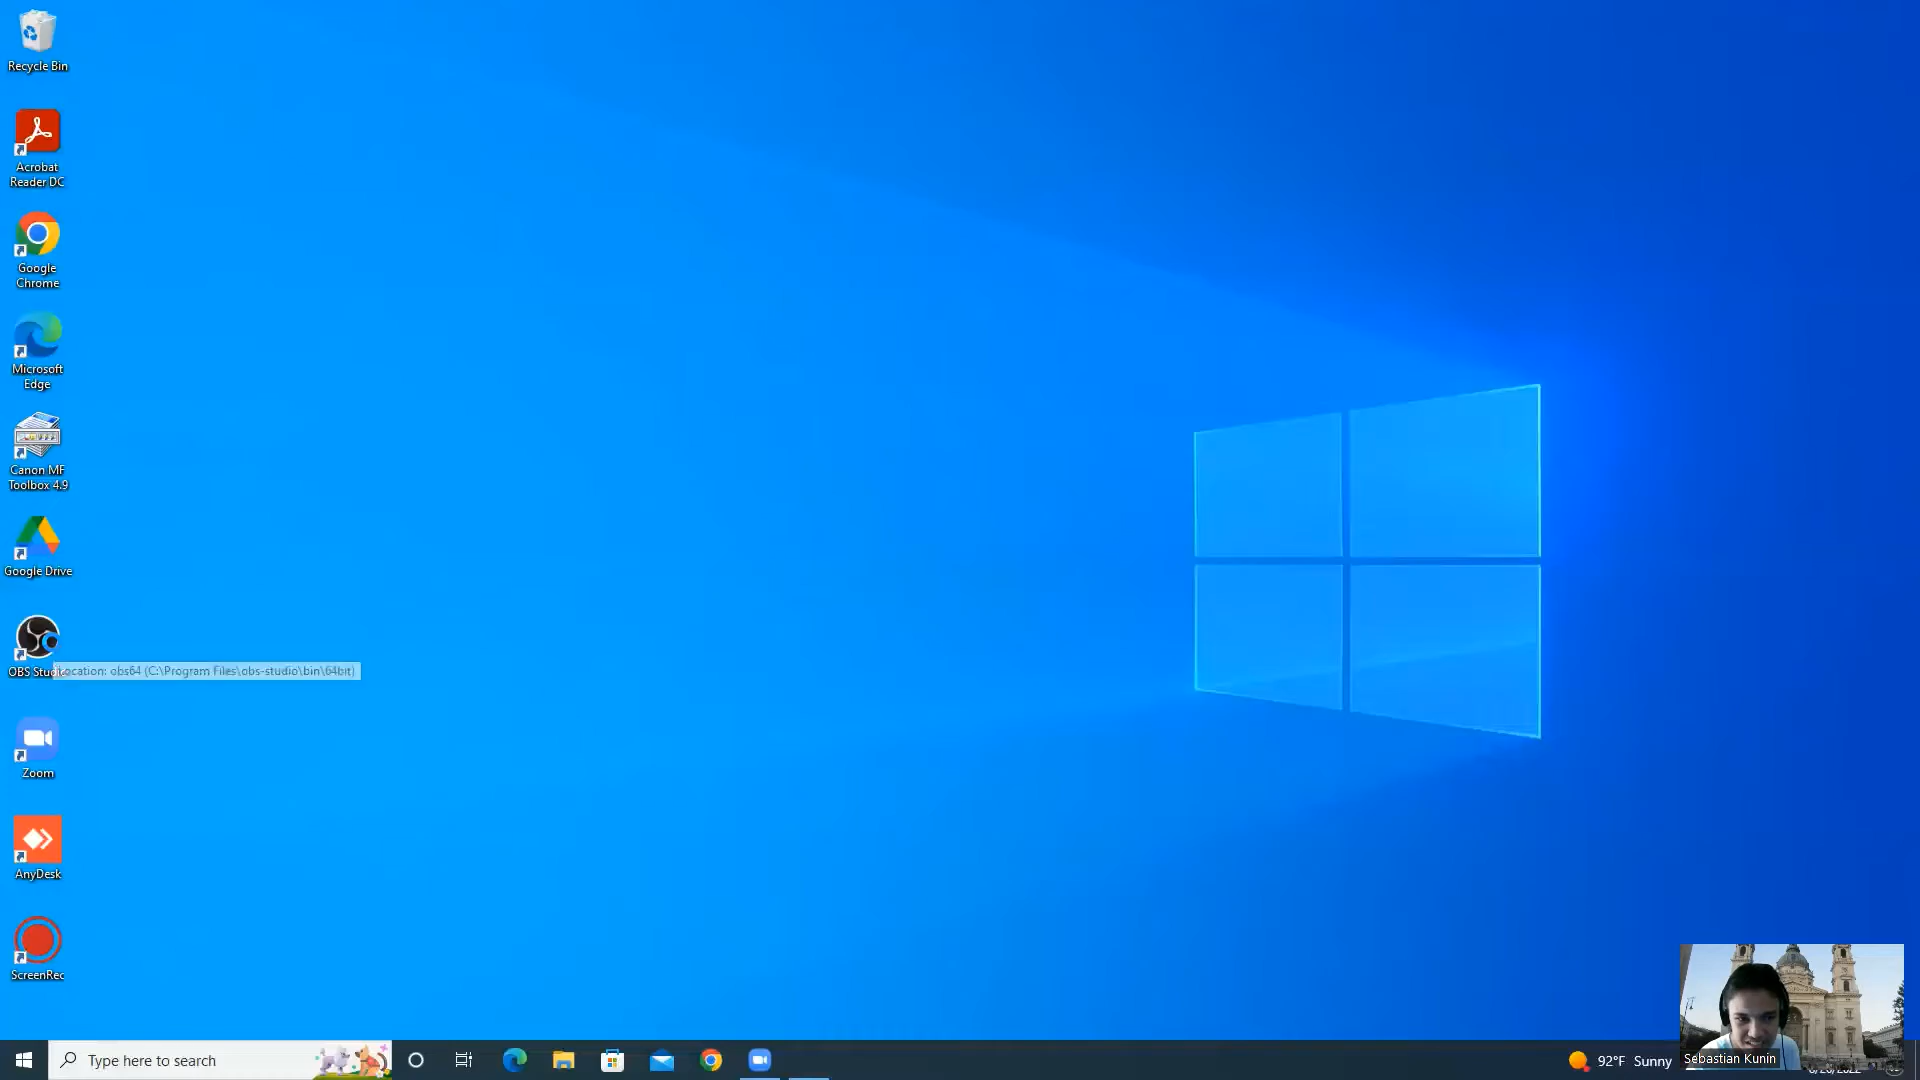 Recycle Bin
Acrobat
Reader DC
Google
Chrome
Microsoft
Edge
Canon MF
Toolbox 4.9
Google Drive
OBS Studio
Location: obs64 (C:\Program Files\obs-studio\bin\64bit)
Zoom
AnyDesk
ScreenRec
Type here to search
92°F Sunny
Sebastian Kunin